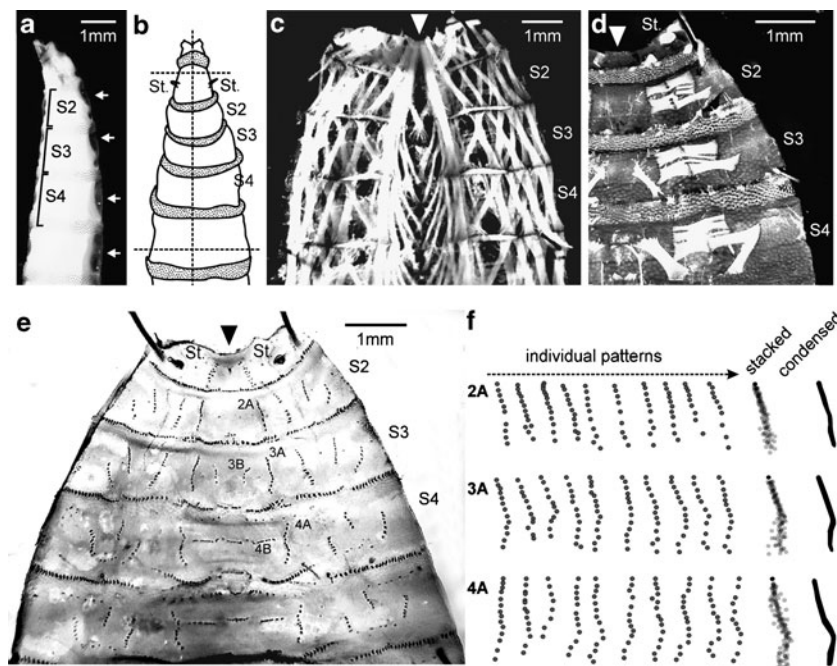 a
1mm
S2
S3
S4
b
St.
St.
S2
S3
S4
c
1mm
S2
S3
S4
d
1mm
St.
S2
S3
S4
e
1mm
St.
St.
S2
2A
S3
3A
3B
S4
4A
4B
f
individual patterns
stacked
condensed
2A
3A
4A